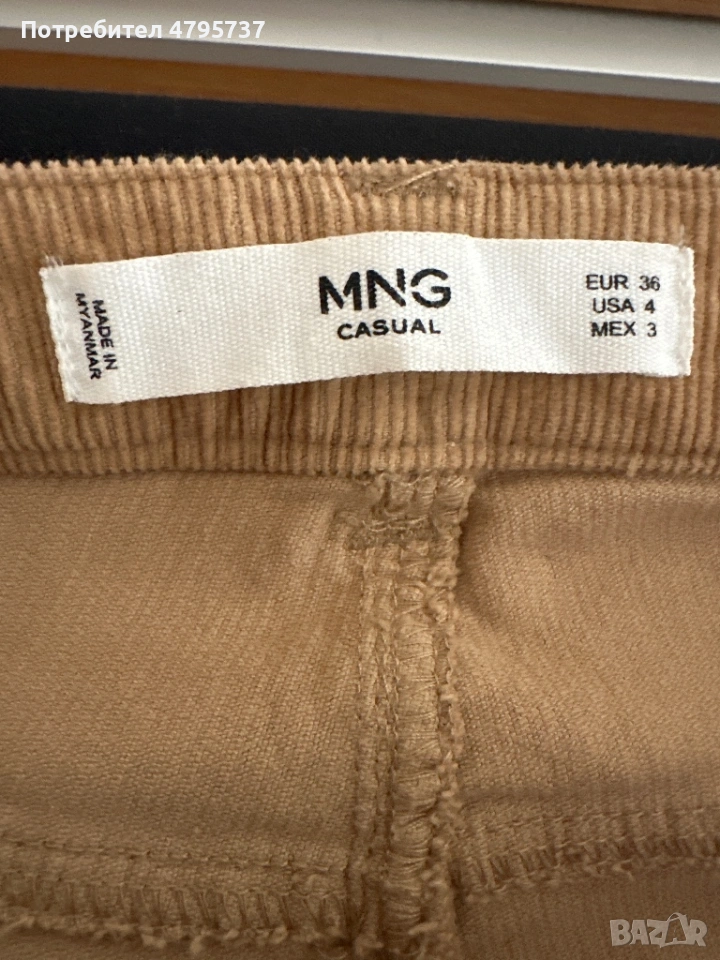 Потребител 4795737
MADE IN
MYANMAR
MNG
CASUAL
EUR 36
USA 4
MEX 3
BAZAR